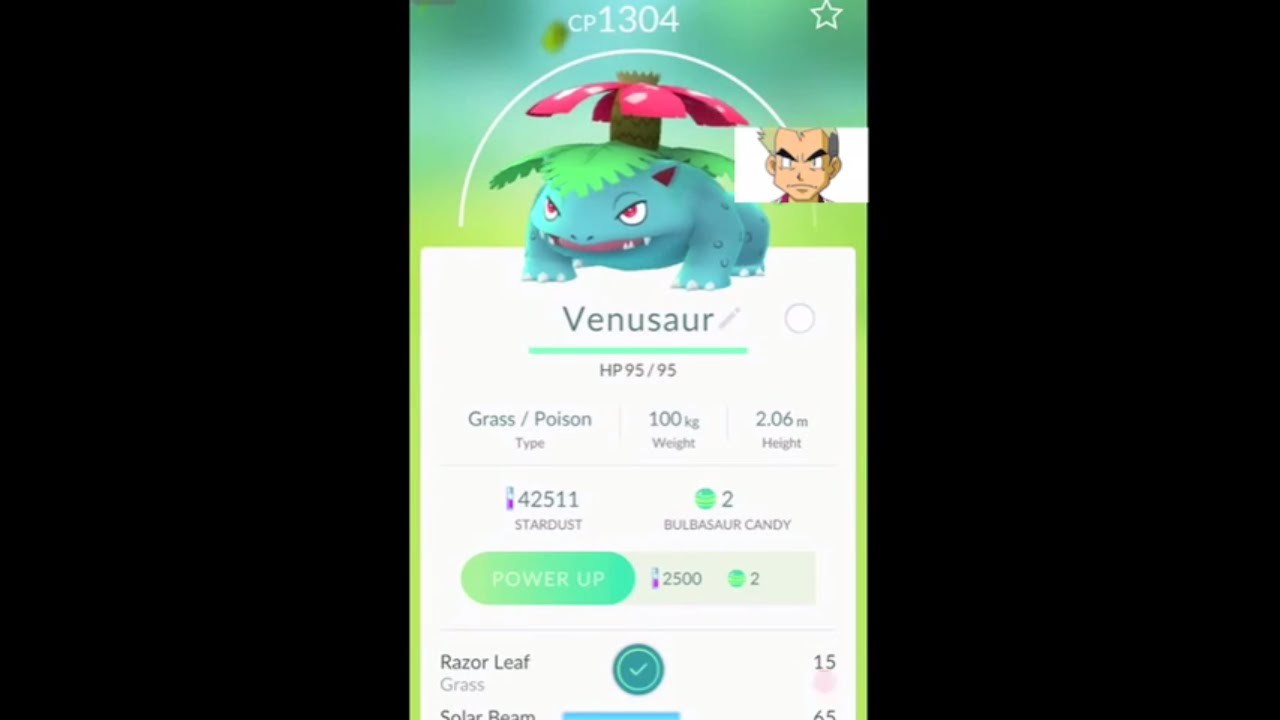 CP1304
Venusaur
HP 95 / 95
Grass / Poison 100 kg 2.06 m
Type Weight Height
42511 2
STARDUST BULBASAUR CANDY
POWER UP 2500 2
Razor Leaf 15
Grass
Solar Beam 65